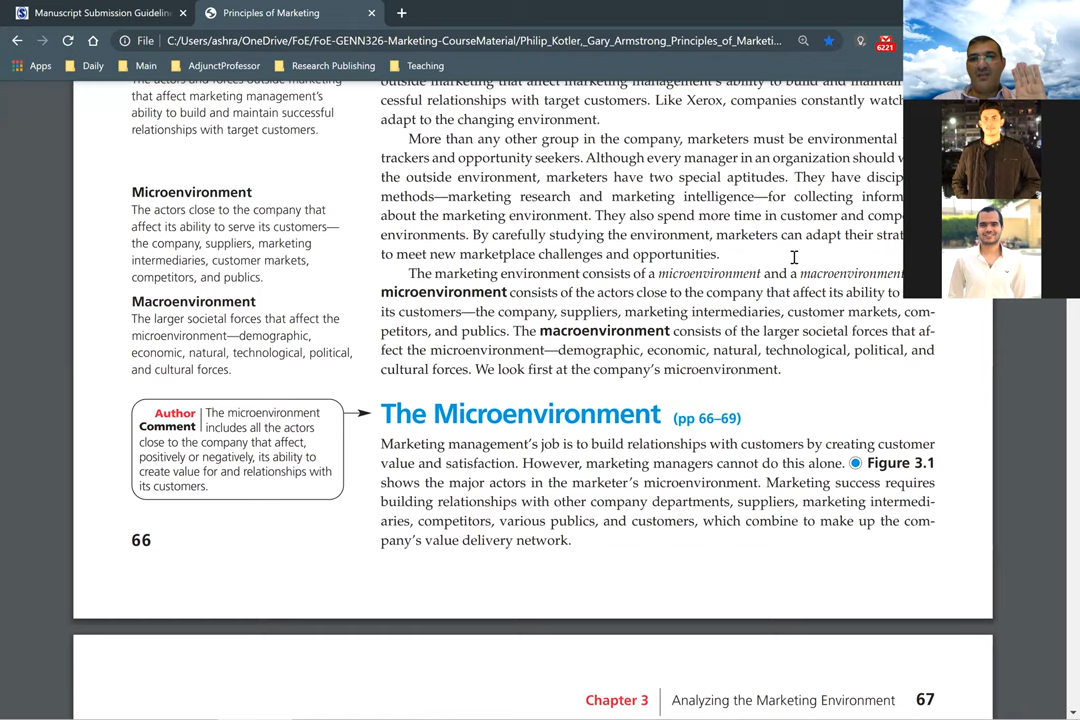 Manuscript Submission Guidelin
Principles of Marketing
File
C:/Users/ashra/OneDrive/FoE/FoE-GENN326-Marketing-CourseMaterial/Philip_Kotler,_Gary_Armstrong_Principles_of_Marketi...
6221
Apps Daily Main AdjunctProfessor Research Publishing Teaching
that affect marketing management's
ability to build and maintain successful
relationships with target customers.
Microenvironment
The actors close to the company that
affect its ability to serve its customers—
the company, suppliers, marketing
intermediaries, customer markets,
competitors, and publics.
Macroenvironment
The larger societal forces that affect the
microenvironment—demographic,
economic, natural, technological, political,
and cultural forces.
Author Comment
The microenvironment
includes all the actors
close to the company that affect,
positively or negatively, its ability to
create value for and relationships with
its customers.
66
outside marketing that affect marketing management's ability to build and maintain
cessful relationships with target customers. Like Xerox, companies constantly watch
adapt to the changing environment.
More than any other group in the company, marketers must be environmental
trackers and opportunity seekers. Although every manager in an organization should
the outside environment, marketers have two special aptitudes. They have discip
methods—marketing research and marketing intelligence—for collecting inform
about the marketing environment. They also spend more time in customer and comp
environments. By carefully studying the environment, marketers can adapt their strat
to meet new marketplace challenges and opportunities.
The marketing environment consists of a microenvironment and a macroenvironment
microenvironment consists of the actors close to the company that affect its ability to
its customers—the company, suppliers, marketing intermediaries, customer markets, com-
petitors, and publics. The macroenvironment consists of the larger societal forces that af-
fect the microenvironment—demographic, economic, natural, technological, political, and
cultural forces. We look first at the company's microenvironment.
The Microenvironment (pp 66–69)
Marketing management's job is to build relationships with customers by creating customer
value and satisfaction. However, marketing managers cannot do this alone. Figure 3.1
shows the major actors in the marketer's microenvironment. Marketing success requires
building relationships with other company departments, suppliers, marketing intermedi-
aries, competitors, various publics, and customers, which combine to make up the com-
pany's value delivery network.
Chapter 3 Analyzing the Marketing Environment 67